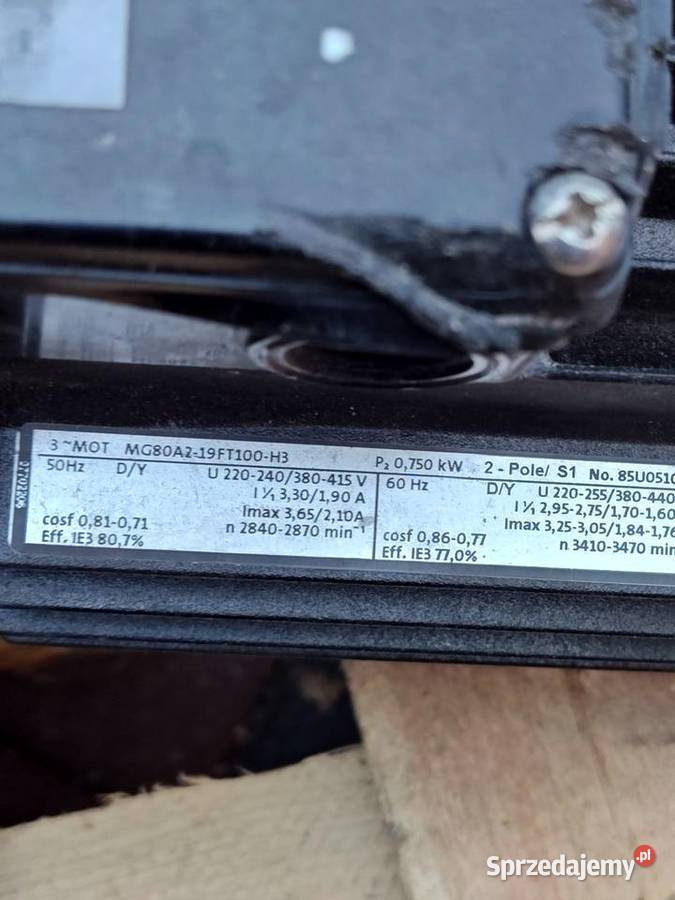 3~MOT MG80A2-19FT100-H3 P₂ 0,750 kW 2 - Pole/ S1 No. 85U0510
50Hz D/Y U 220-240/380-415 V
I ¹⁄₁ 3,30/1,90 A
Imax 3,65/2,10A
cosf 0,81-0,71 n 2840-2870 min⁻¹
Eff. IE3 80,7%
60 Hz D/Y U 220-255/380-440
I ¹⁄₁ 2,95-2,75/1,70-1,60
Imax 3,25-3,05/1,84-1,76
cosf 0,86-0,77 n 3410-3470 min
Eff. IE3 77,0%
Sprzedajemy.pl